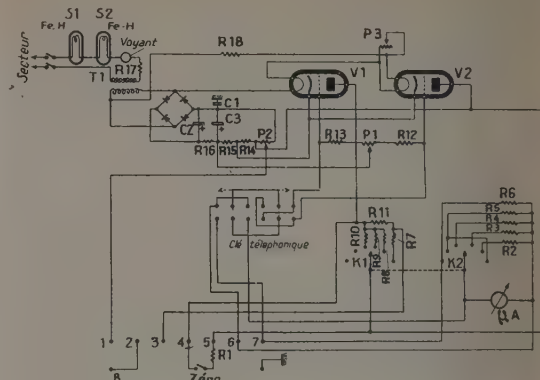 S1 S2
Fe.H Fe-H
Voyant
P3
R18
Secteur
R17
T1
V1 V2
C1
C2 C3
P2
R16 R15 R14
R13 P1 R12
R6
R5
R4
R3
R2
R11
R10
R9
R8
R7
Clé téléphonique
K1 K2
μA
1 2 3 4 5 6 7
R1